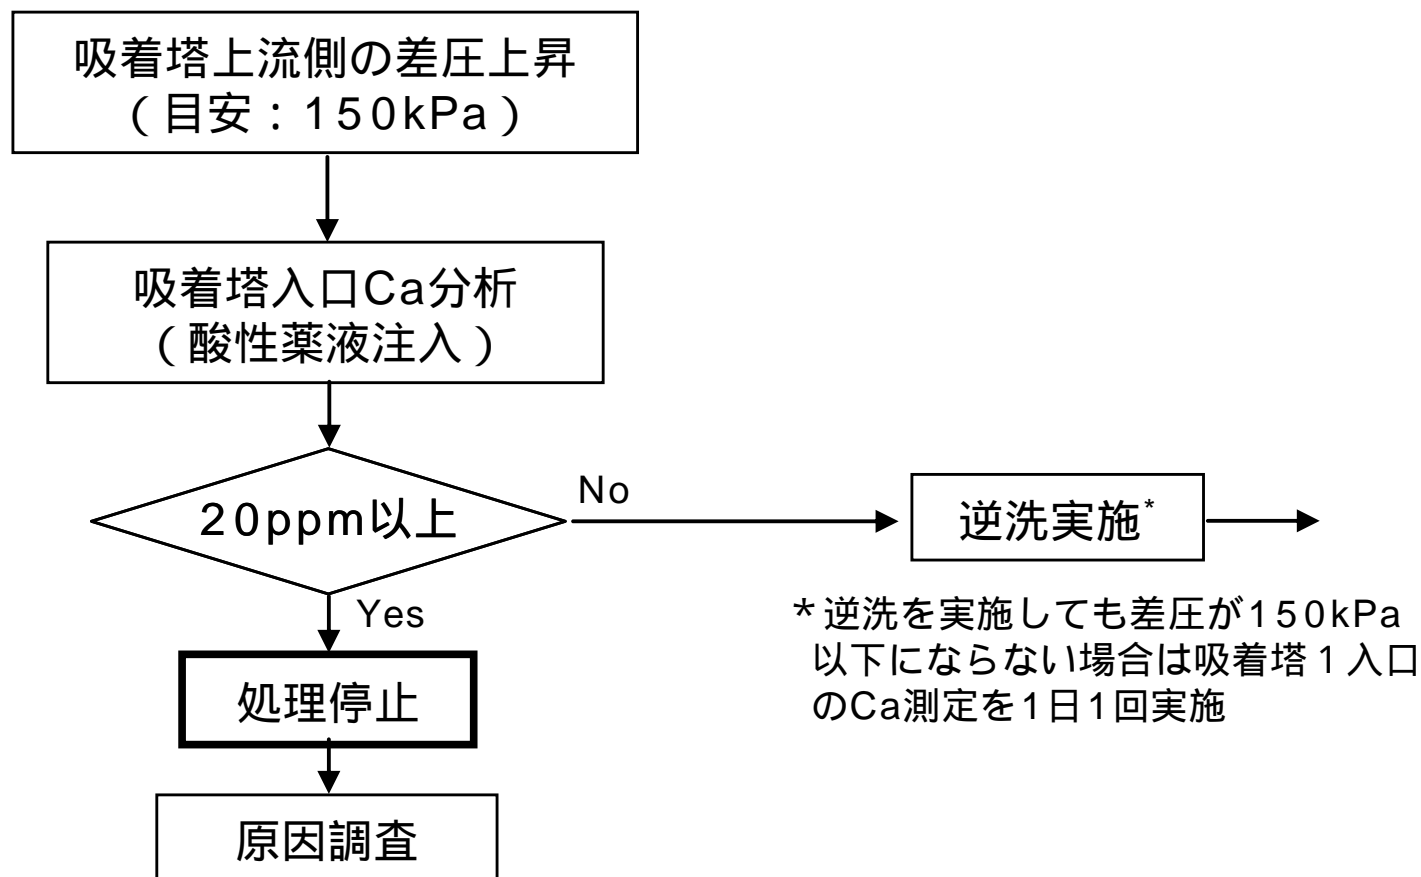 吸着塔上流側の差圧上昇
（目安：150kPa）
吸着塔入口Ca分析
（酸性薬液注入）
20ppm以上
No
逆洗実施*
Yes
*逆洗を実施しても差圧が150kPa
以下にならない場合は吸着塔1入口
のCa測定を1日1回実施
処理停止
原因調査